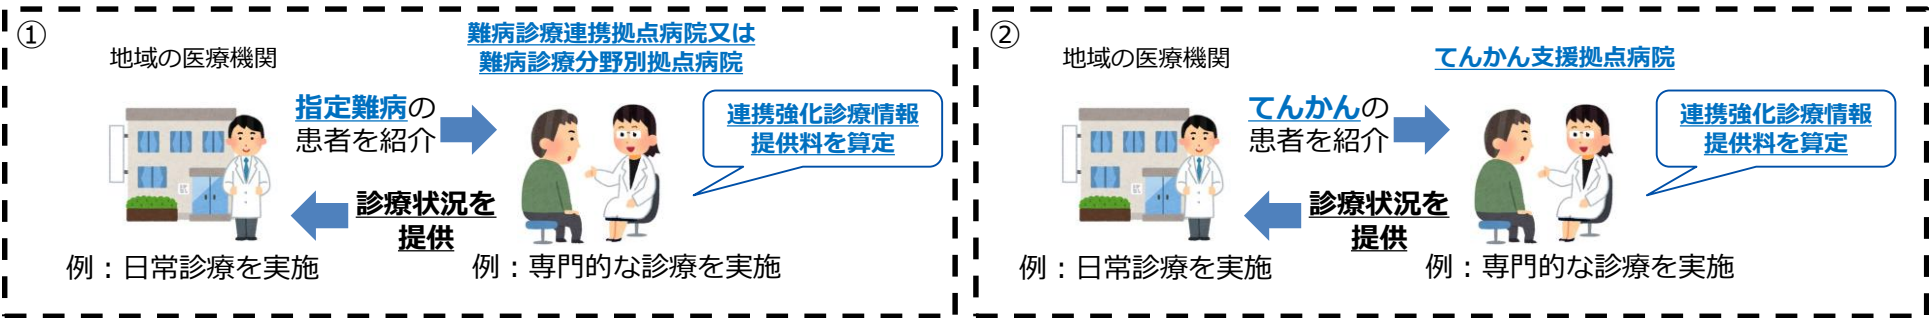 ①
地域の医療機関
難病診療連携拠点病院又は
難病診療分野別拠点病院
指定難病の
患者を紹介
連携強化診療情報
提供料を算定
診療状況を
提供
例：日常診療を実施
例：専門的な診療を実施
②
地域の医療機関
てんかん支援拠点病院
てんかんの
患者を紹介
連携強化診療情報
提供料を算定
診療状況を
提供
例：日常診療を実施
例：専門的な診療を実施